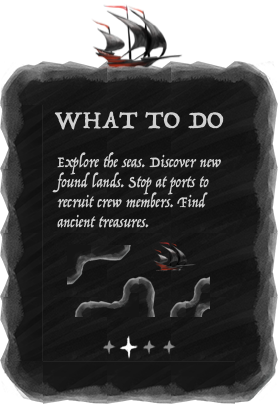 WHAT TO DO
Explore the seas. Discover new
found lands. Stop at ports to
recruit crew members. Find
ancient treasures.